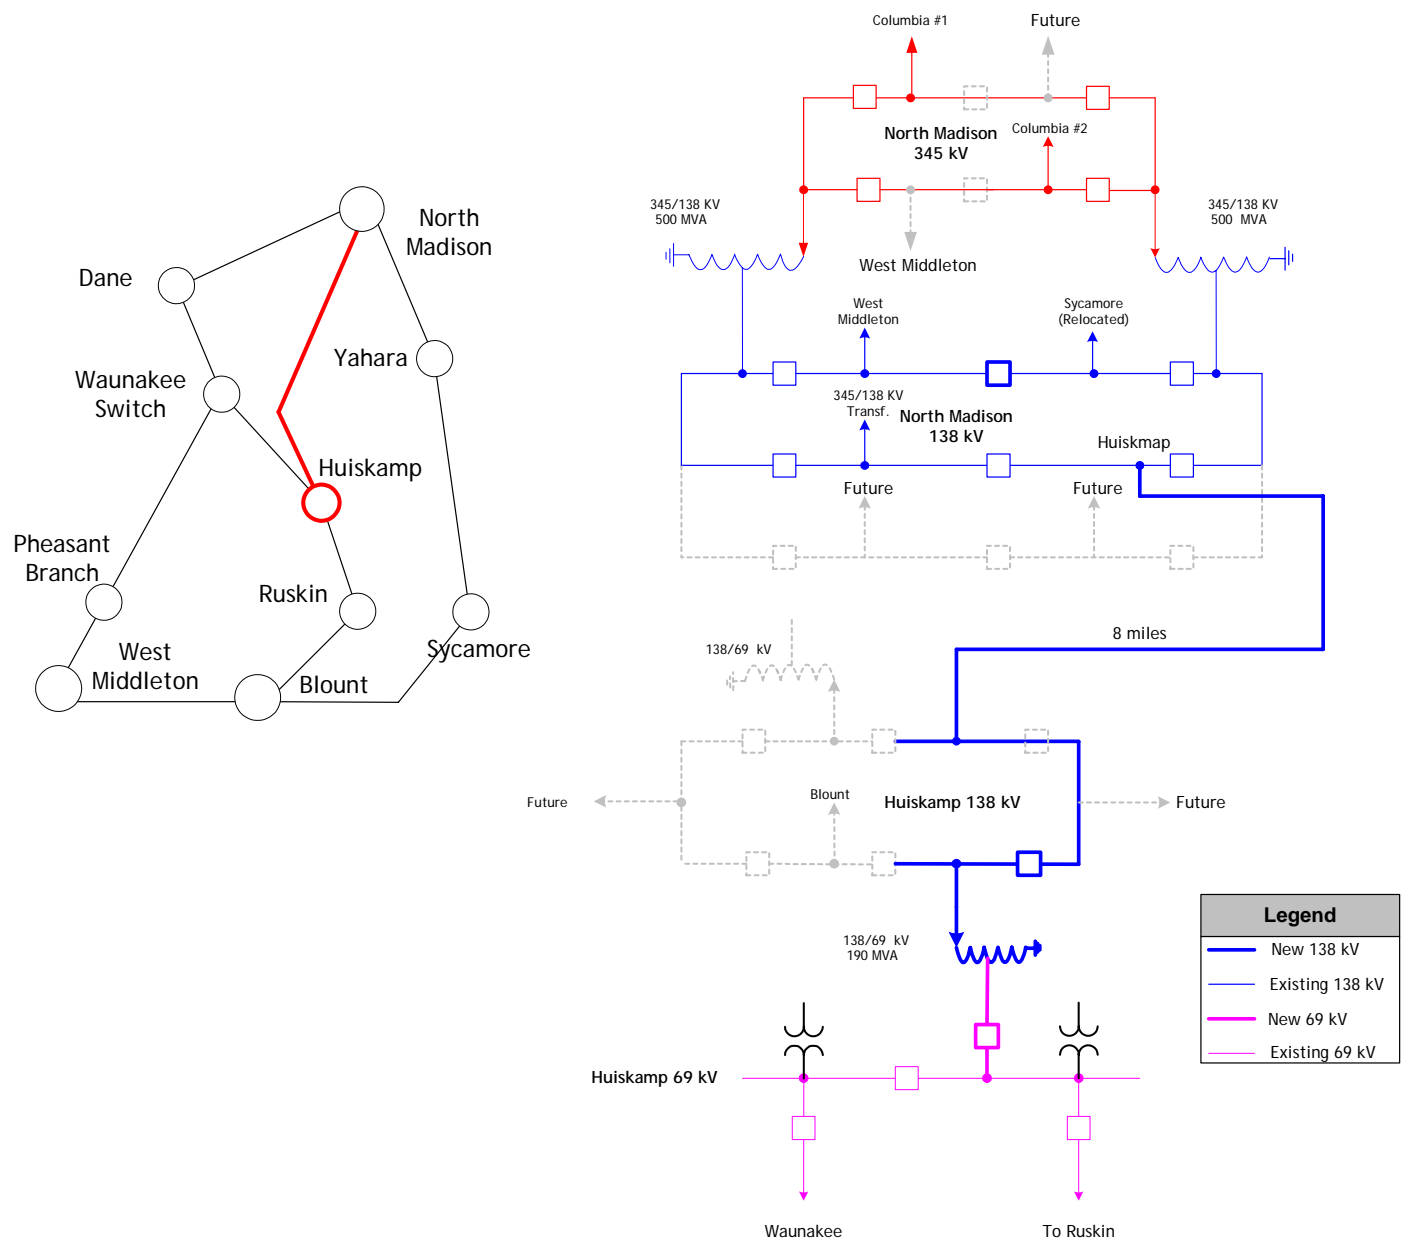 North
Madison
Dane
Yahara
Waunakee
Switch
Huiskamp
Pheasant
Branch
Ruskin
West
Middleton
Sycamore
Blount
Columbia #1
Future
North Madison
345 kV
Columbia #2
345/138 KV
500 MVA
345/138 KV
500 MVA
West Middleton
West
Middleton
Sycamore
(Relocated)
345/138 KV
Transf.
North Madison
138 kV
Huiskmap
Future
Future
8 miles
138/69 kV
Future
Blount
Huiskamp 138 kV
Future
138/69 kV
190 MVA
Legend
New 138 kV
Existing 138 kV
New 69 kV
Existing 69 kV
Huiskamp 69 kV
Waunakee
To Ruskin